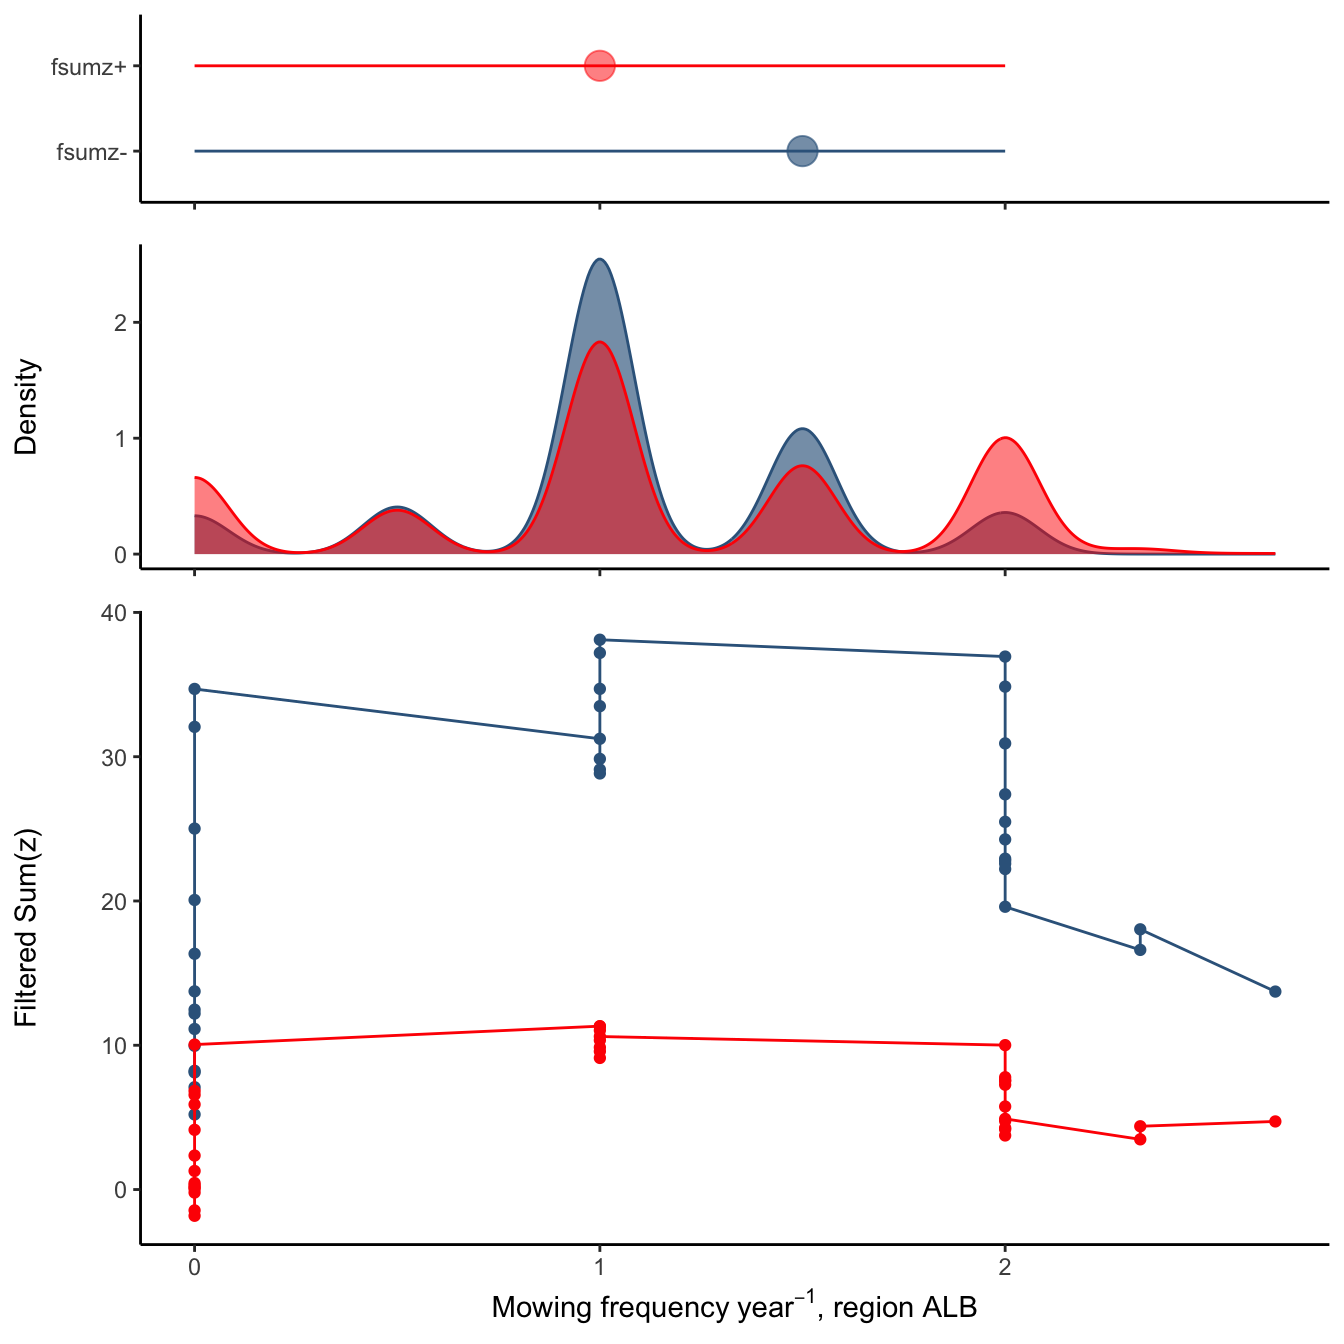 fsumz+
fsumz-
Density
2
1
0
Filtered Sum(z)
40
30
20
10
0
0 1 2
Mowing frequency year⁻¹, region ALB